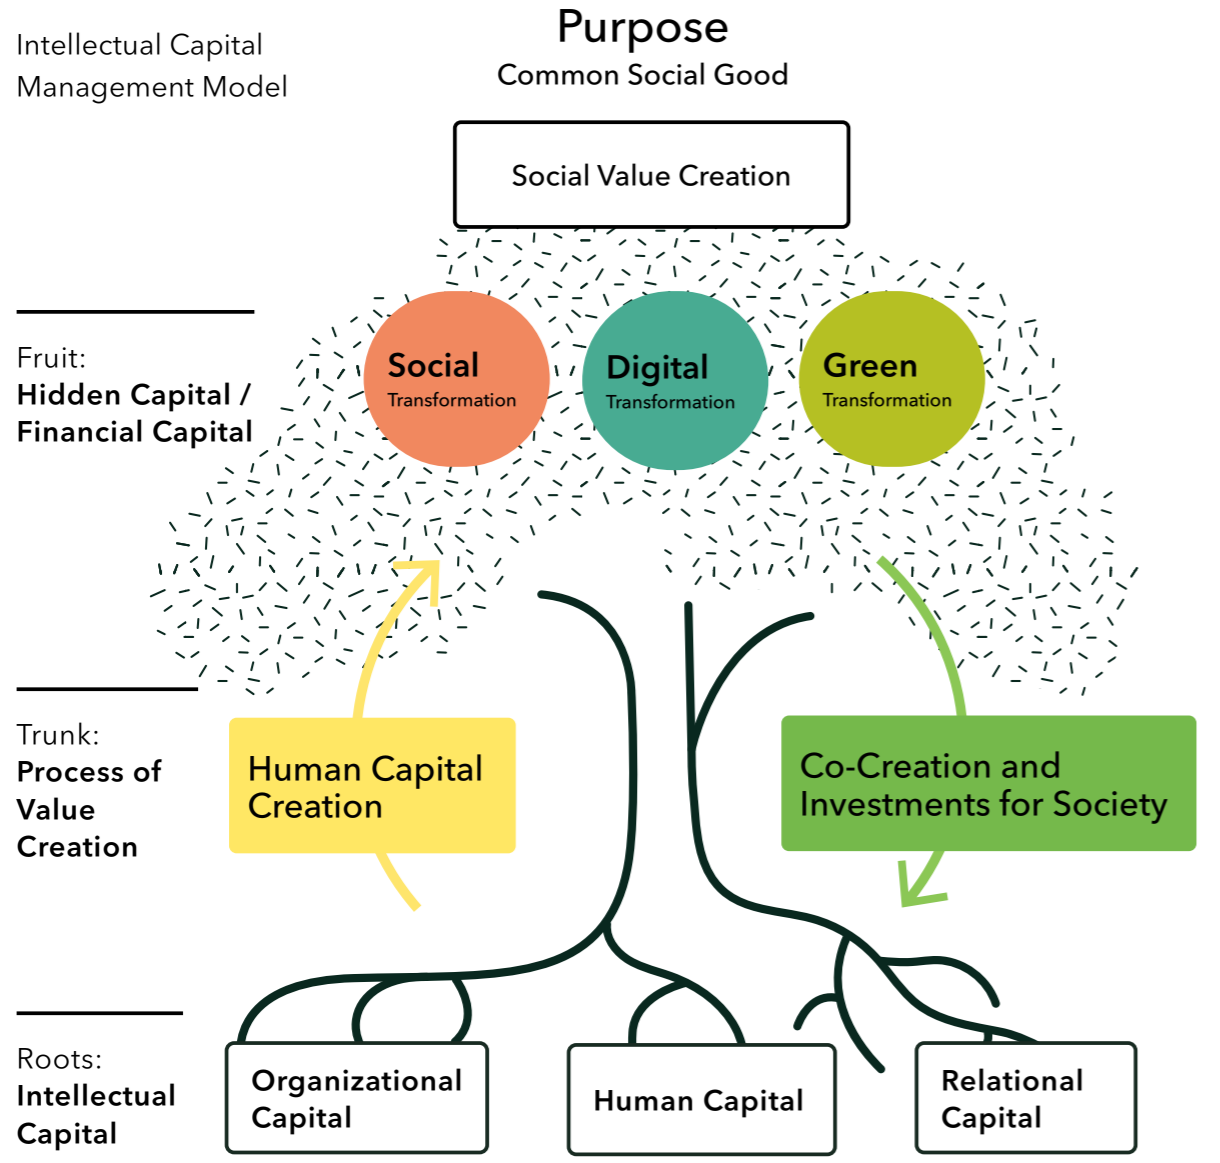 Intellectual Capital
Management Model
Purpose
Common Social Good
Social Value Creation
Fruit:
Hidden Capital /
Financial Capital
Social
Transformation
Digital
Transformation
Green
Transformation
Trunk:
Process of
Value
Creation
Human Capital
Creation
Co-Creation and
Investments for Society
Roots:
Intellectual
Capital
Organizational
Capital
Human Capital
Relational
Capital